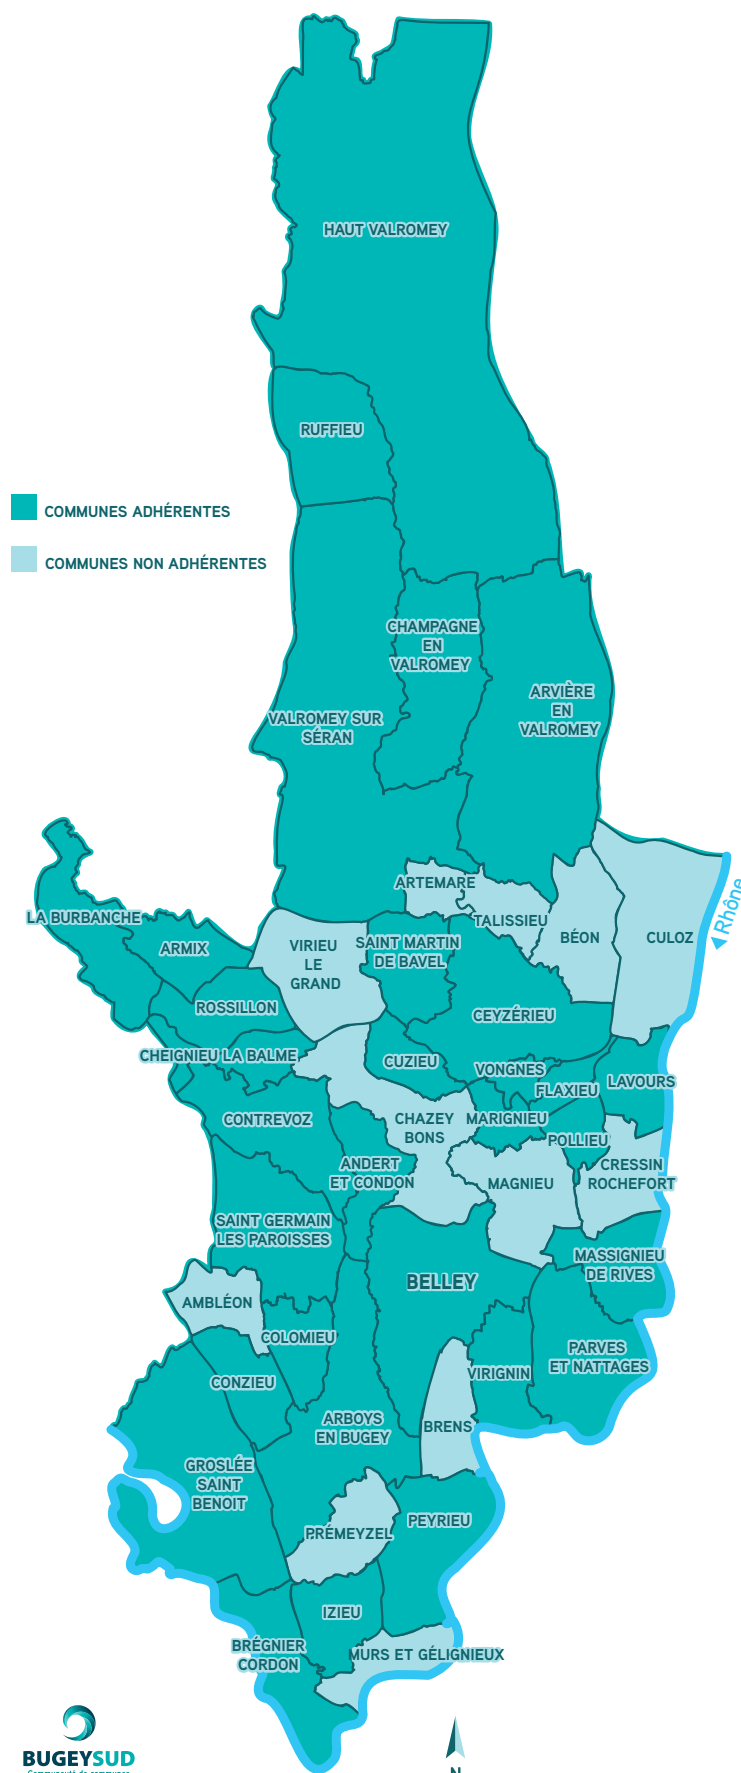 HAUT VALROMEY
RUFFIEU
COMMUNES ADHÉRENTES
COMMUNES NON ADHÉRENTES
CHAMPAGNE
EN
VALROMEY
ARVIÈRE
EN
VALROMEY
VALROMEY SUR
SÉRAN
ARTEMARE
TALISSIEU
BÉON
CULOZ
Rhône
LA BURBANCHE
ARMIX
VIRIEU
LE
GRAND
SAINT MARTIN
DE BAVEL
ROSSILLON
CEYZÉRIEU
CHEIGNIEU LA BALME
CUZIEU
VONGNES
FLAXIEU
LAVOURS
CONTREVOZ
CHAZEY
BONS
MARIGNIEU
POLLIEU
ANDERT
ET CONDON
MAGNIEU
CRESSIN
ROCHEFORT
SAINT GERMAIN
LES PAROISSES
MASSIGNIEU
DE RIVES
BELLEY
AMBLÉON
COLOMIEU
PARVES
ET NATTAGES
CONZIEU
VIRIGNIN
ARBOYS
EN BUGEY
BRENS
GROSLÉE
SAINT
BENOIT
PRÉMEYZEL
PEYRIEU
IZIEU
BRÉGNIER
CORDON
MURS ET GÉLIGNIEUX
BUGEYSUD
Communauté de communes
N